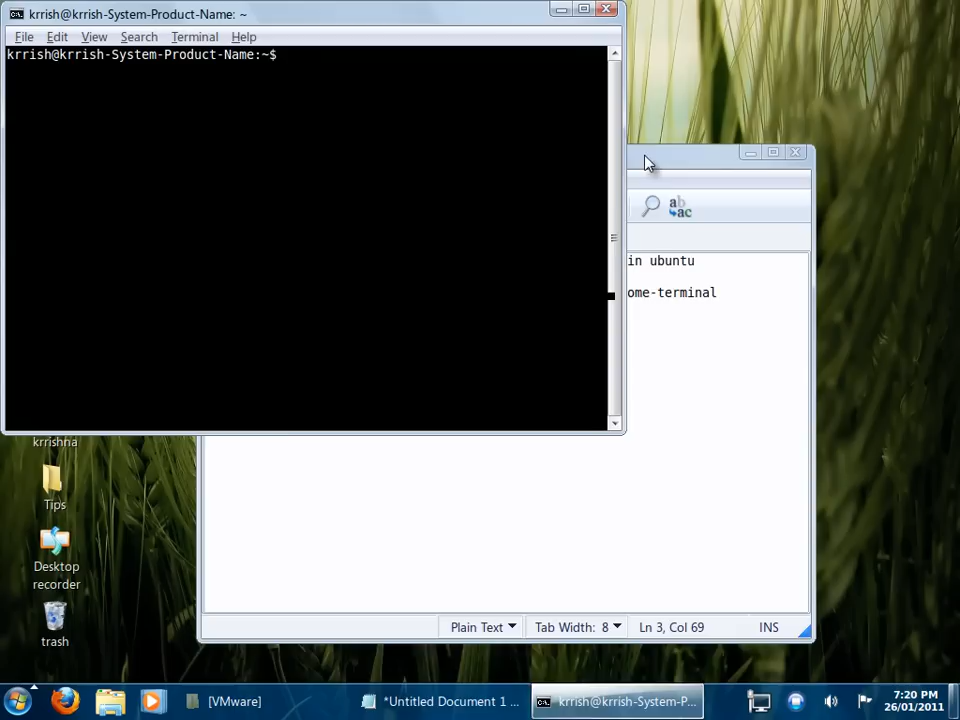 krrish@krrish-System-Product-Name: ~
File Edit View Search Terminal Help
krrish@krrish-System-Product-Name:~$
ab
ac
in ubuntu
ome-terminal
krrishna
Tips
Desktop
recorder
trash
Plain Text Tab Width: 8 Ln 3, Col 69 INS
[VMware] *Untitled Document 1 ... krrish@krrish-System-P...
7:20 PM
26/01/2011